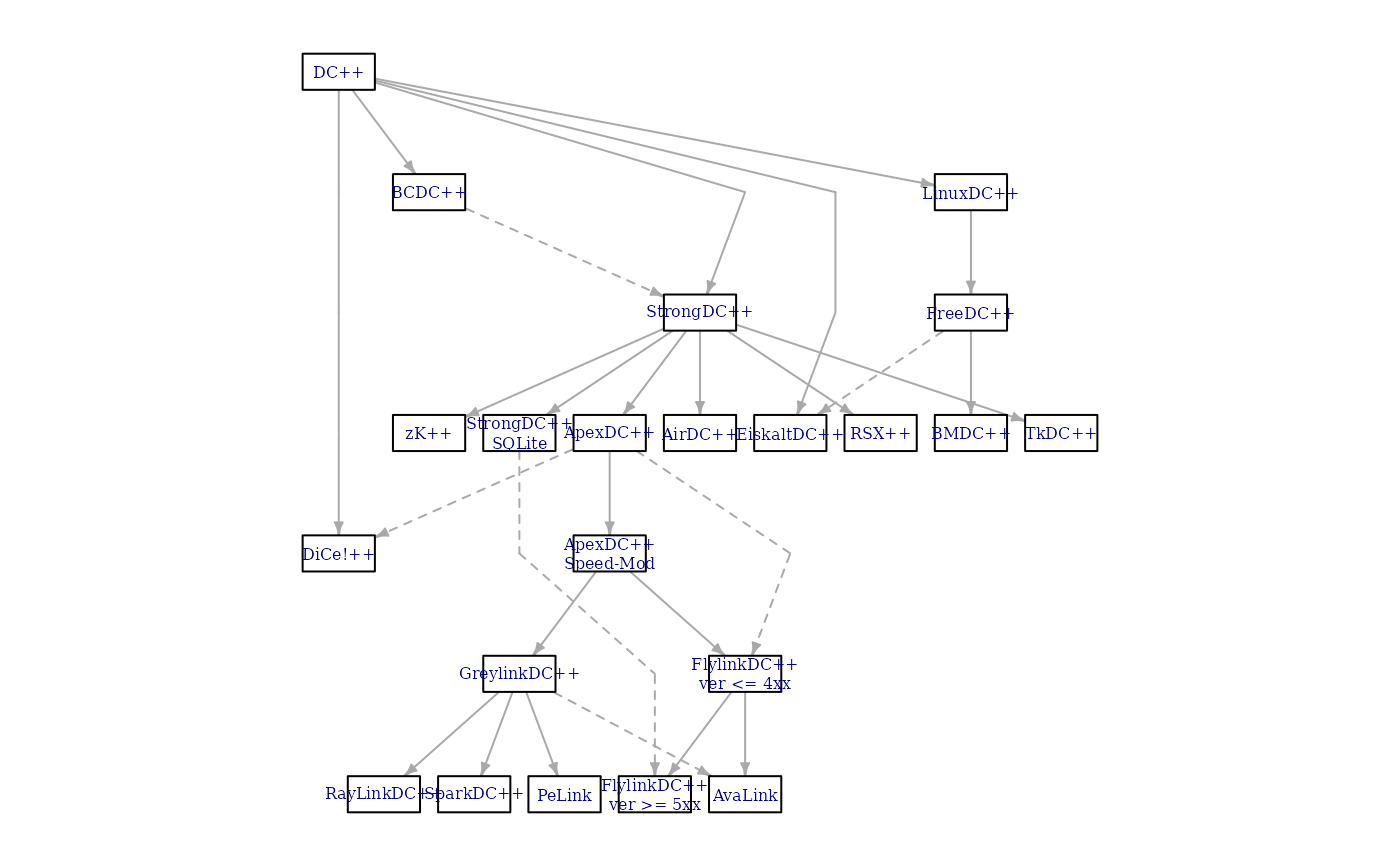 DC++
BCDC++
LinuxDC++
StrongDC++
FreeDC++
zK++
StrongDC++
SQLite
ApexDC++
AirDC++
EiskaltDC++
RSX++
BMDC++
TkDC++
DiCe!++
ApexDC++
Speed-Mod
GreylinkDC++
FlylinkDC++
ver <= 4xx
RayLinkDC++
SparkDC++
PeLink
FlylinkDC++
ver >= 5xx
AvaLink